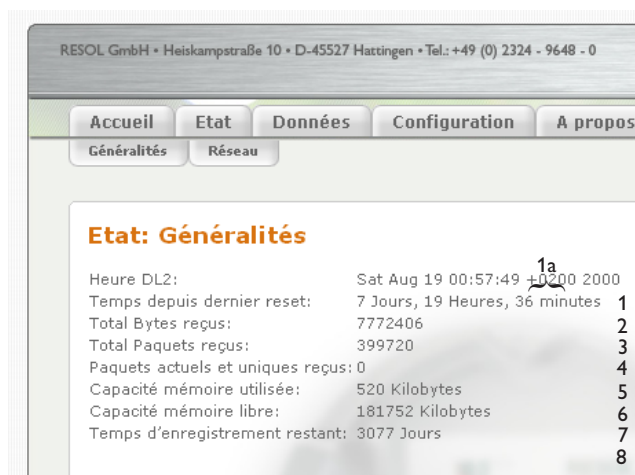 RESOL GmbH • Heiskampstraße 10 • D-45527 Hattingen • Tel.: +49 (0) 2324 - 9648 - 0
Accueil Etat Données Configuration A propos
Généralités Réseau
Etat: Généralités
1a
Heure DL2: Sat Aug 19 00:57:49 +0200 2000
Temps depuis dernier reset: 7 Jours, 19 Heures, 36 minutes 1
Total Bytes reçus: 7772406 2
Total Paquets reçus: 399720 3
Paquets actuels et uniques reçus: 0 4
Capacité mémoire utilisée: 520 Kilobytes 5
Capacité mémoire libre: 181752 Kilobytes 6
Temps d'enregistrement restant: 3077 Jours 7
8